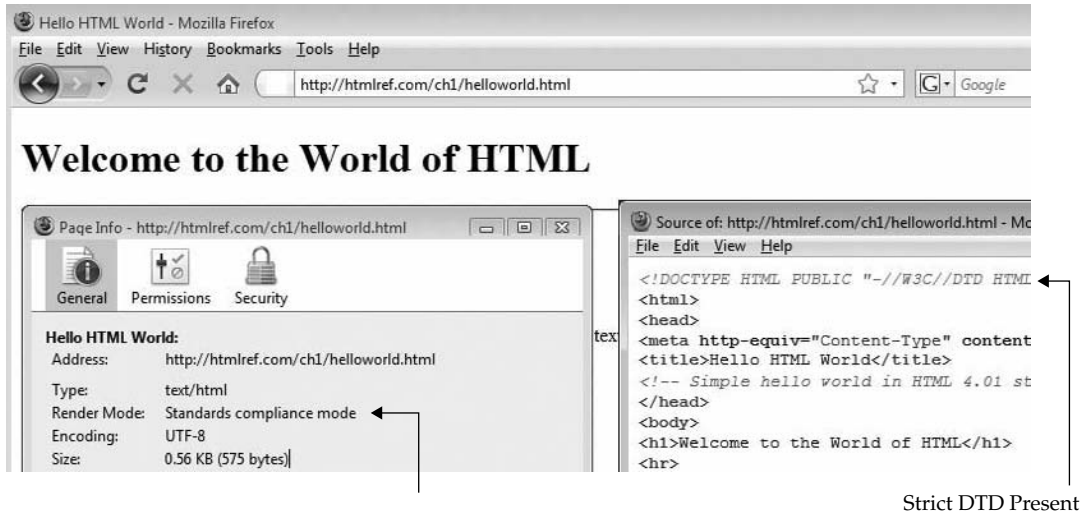 Hello HTML World - Mozilla Firefox
File Edit View History Bookmarks Tools Help
http://htmlref.com/ch1/helloworld.html
G Google
Welcome to the World of HTML
Page Info - http://htmlref.com/ch1/helloworld.html
General Permissions Security
Hello HTML World:
Address: http://htmlref.com/ch1/helloworld.html
Type: text/html
Render Mode: Standards compliance mode
Encoding: UTF-8
Size: 0.56 KB (575 bytes)
tex
Source of: http://htmlref.com/ch1/helloworld.html - Mo
File Edit View Help
<!DOCTYPE HTML PUBLIC "-//W3C//DTD HTML
<html>
<head>
<meta http-equiv="Content-Type" content
<title>Hello HTML World</title>
<!-- Simple hello world in HTML 4.01 st
</head>
<body>
<h1>Welcome to the World of HTML</h1>
<hr>
Strict DTD Present